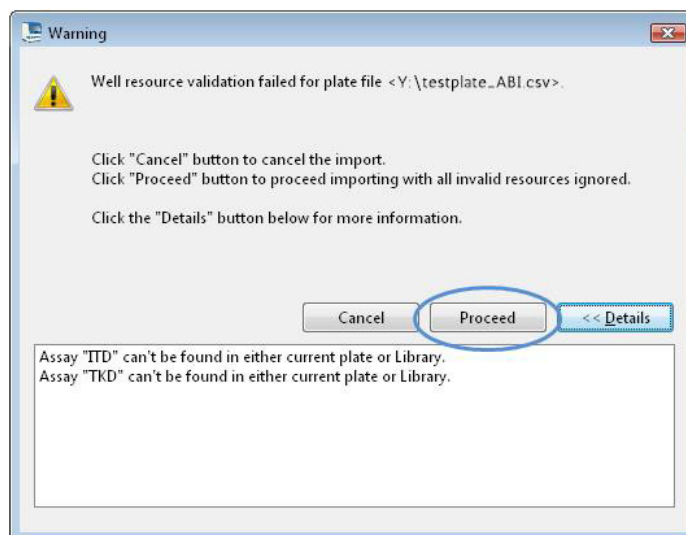 Warning
Well resource validation failed for plate file <Y:\testplate_ABI.csv>.
Click "Cancel" button to cancel the import.
Click "Proceed" button to proceed importing with all invalid resources ignored.
Click the "Details" button below for more information.
Cancel
Proceed
<< Details
Assay "ITD" can't be found in either current plate or Library.
Assay "TKD" can't be found in either current plate or Library.